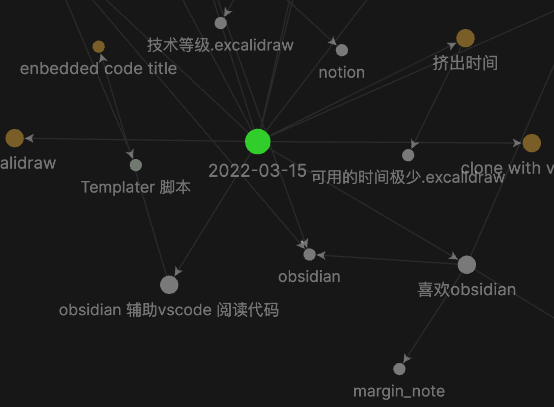 技术等级.excalidraw
enbedded code title
notion
挤出时间
alidraw
2022-03-15
可用的时间极少.excalidraw
clone with v
Templater 脚本
obsidian
喜欢obsidian
obsidian 辅助vscode 阅读代码
margin_note